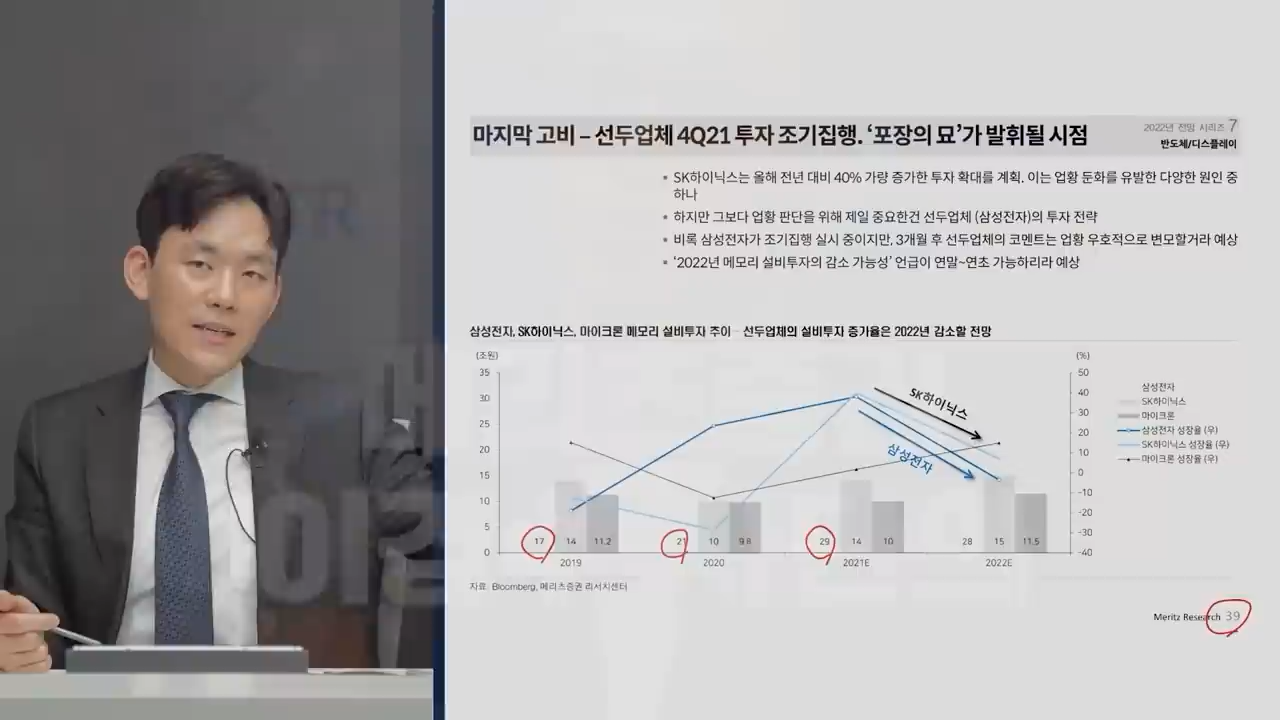 마지막 고비 – 선두업체 4Q21 투자 조기집행. ‘포장의 묘’가 발휘될 시점
2022년 전망 시리즈 7
반도체/디스플레이
▪ SK하이닉스는 올해 전년 대비 40% 가량 증가한 투자 확대를 계획. 이는 업황 둔화를 유발한 다양한 원인 중
하나
▪ 하지만 그보다 업황 판단을 위해 제일 중요한건 선두업체 (삼성전자)의 투자 전략
▪ 비록 삼성전자가 조기집행 실시 중이지만, 3개월 후 선두업체의 코멘트는 업황 우호적으로 변모할거라 예상
▪ ‘2022년 메모리 설비투자의 감소 가능성’ 언급이 연말~연초 가능하리라 예상
삼성전자, SK하이닉스, 마이크론 메모리 설비투자 추이 – 선두업체의 설비투자 증가율은 2022년 감소할 전망
(조원)
(%)
35
30
25
20
15
10
5
0
50
40
30
20
10
0
-10
-20
-30
-40
SK하이닉스
삼성전자
17 14 11.2
21 10 9.8
29 14 10
28 15 11.5
2019 2020 2021E 2022E
삼성전자
SK하이닉스
마이크론
삼성전자 성장율 (우)
SK하이닉스 성장율 (우)
마이크론 성장율 (우)
자료: Bloomberg, 메리츠증권 리서치센터
Meritz Research 39